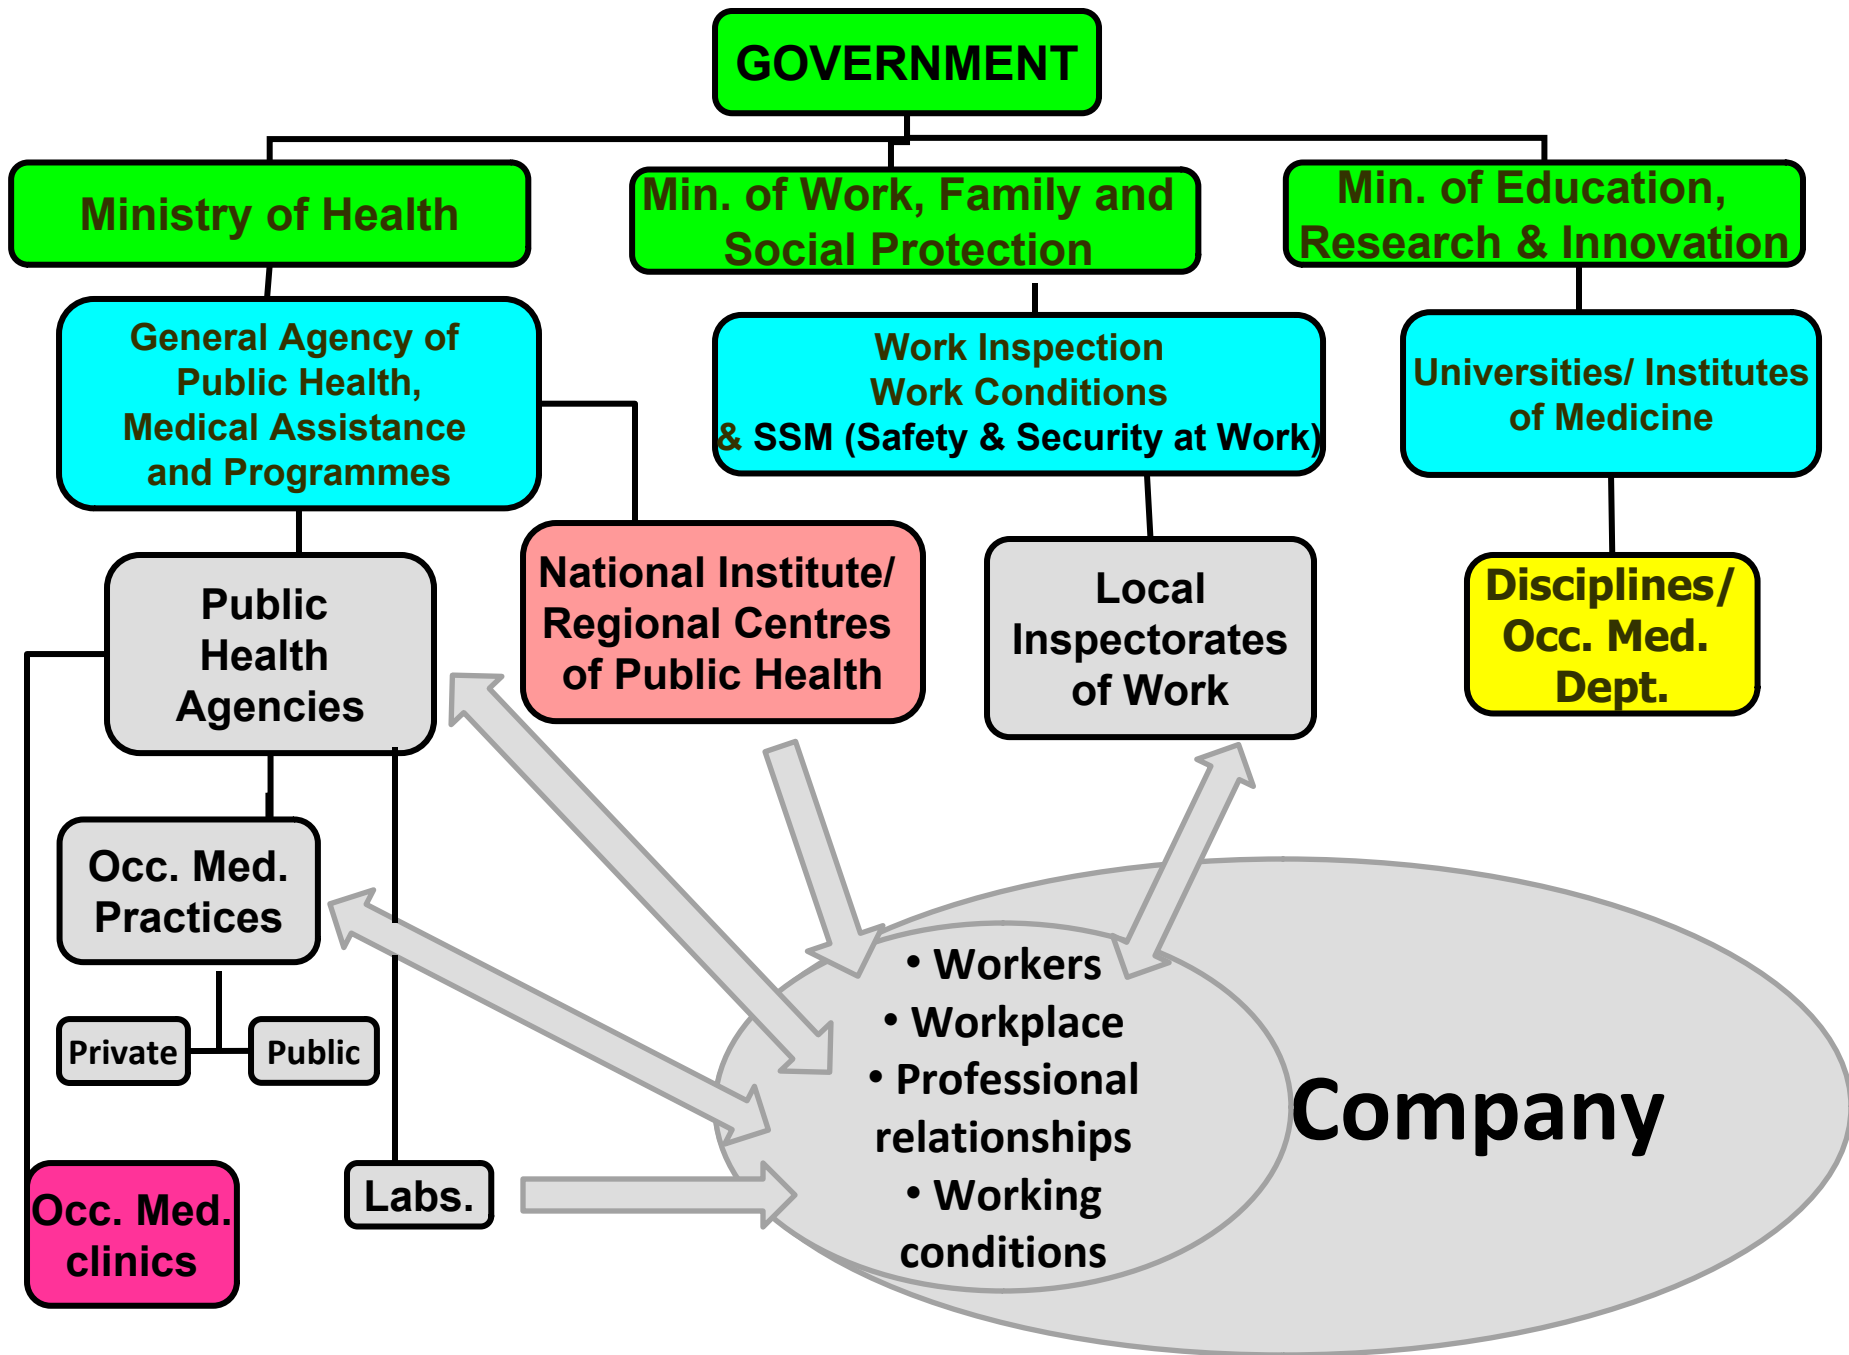 GOVERNMENT
Ministry of Health
Min. of Work, Family and
Social Protection
Min. of Education,
Research & Innovation
General Agency of
Public Health,
Medical Assistance
and Programmes
Work Inspection
Work Conditions
& SSM (Safety & Security at Work)
Universities/ Institutes
of Medicine
Public
Health
Agencies
National Institute/
Regional Centres
of Public Health
Local
Inspectorates
of Work
Disciplines/
Occ. Med.
Dept.
Occ. Med.
Practices
Private
Public
Occ. Med.
clinics
Labs.
• Workers
• Workplace
• Professional
relationships
• Working
conditions
Company